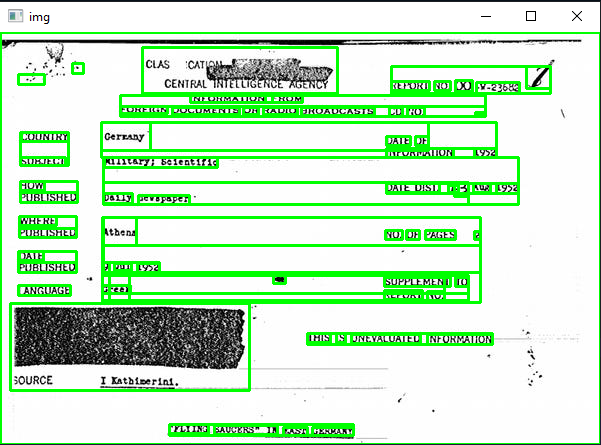 img
CLAS CATION
CENTRAL INTELLIGENCE AGENCY
REPORT NO. 00-W-23682
INFORMATION FROM
FOREIGN DOCUMENTS OR RADIO BROADCASTS CD NO.
COUNTRY Germany DATE OF
INFORMATION 1952
SUBJECT Military; Scientific
HOW
PUBLISHED Daily newspaper DATE DIST. Aug 1952
WHERE
PUBLISHED Athens NO. OF PAGES 2
DATE
PUBLISHED 9 Jul 1952
LANGUAGE Greek SUPPLEMENT TO
REPORT NO.
THIS IS UNEVALUATED INFORMATION
SOURCE I Kathimerini.
"FLYING SAUCERS" IN EAST GERMANY